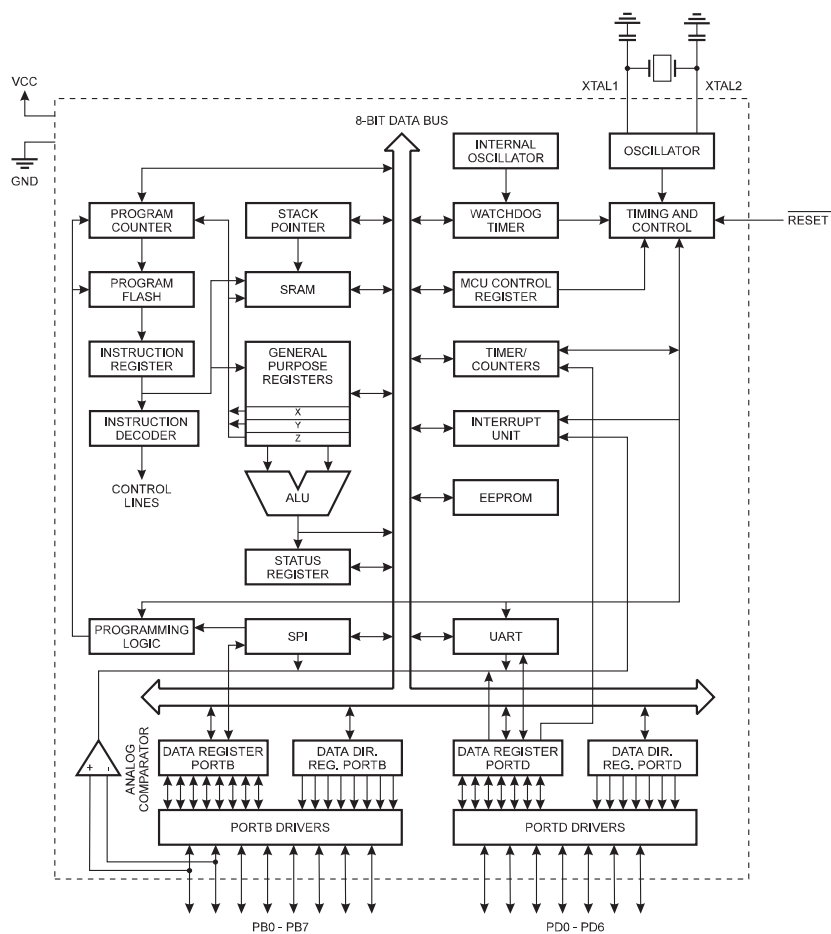 XTAL1
XTAL2
VCC
GND
8-BIT DATA BUS
INTERNAL
OSCILLATOR
OSCILLATOR
PROGRAM
COUNTER
STACK
POINTER
WATCHDOG
TIMER
TIMING AND
CONTROL
RESET
PROGRAM
FLASH
SRAM
MCU CONTROL
REGISTER
INSTRUCTION
REGISTER
GENERAL
PURPOSE
REGISTERS
X
Y
Z
TIMER/
COUNTERS
INSTRUCTION
DECODER
INTERRUPT
UNIT
CONTROL
LINES
ALU
EEPROM
STATUS
REGISTER
PROGRAMMING
LOGIC
SPI
UART
ANALOG
COMPARATOR
+
-
DATA REGISTER
PORTB
DATA DIR.
REG. PORTB
DATA REGISTER
PORTD
DATA DIR.
REG. PORTD
PORTB DRIVERS
PORTD DRIVERS
PB0 - PB7
PD0 - PD6